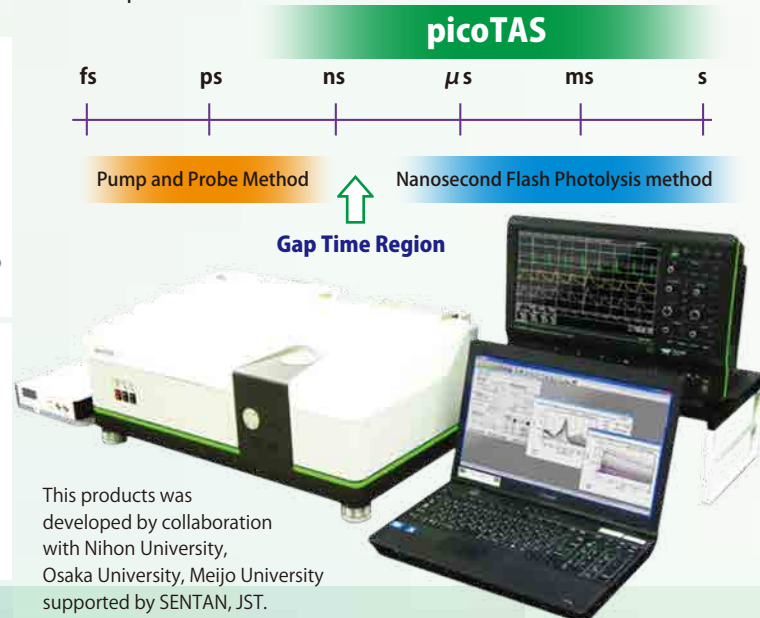 picoTAS
fs ps ns μs ms s
Pump and Probe Method Nanosecond Flash Photolysis method
Gap Time Region
This products was
developed by collaboration
with Nihon University,
Osaka University, Meijo University
supported by SENTAN, JST.